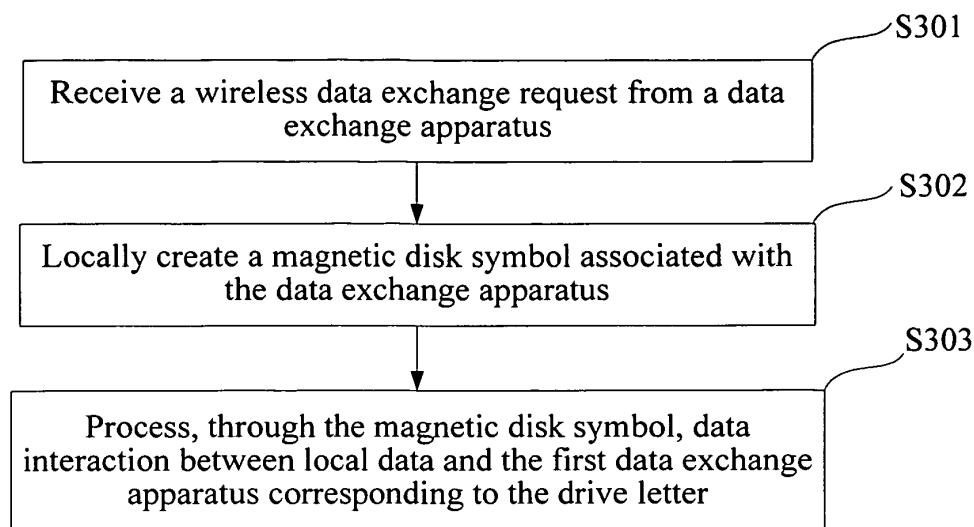 S301
Receive a wireless data exchange request from a data
exchange apparatus
S302
Locally create a magnetic disk symbol associated with
the data exchange apparatus
S303
Process, through the magnetic disk symbol, data
interaction between local data and the first data exchange
apparatus corresponding to the drive letter